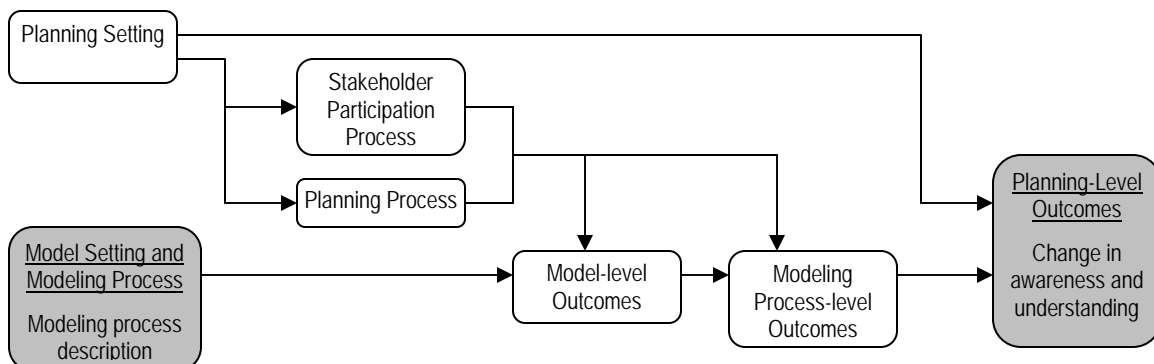 Planning Setting
Stakeholder
Participation
Process
Planning Process
Model Setting and
Modeling Process
Modeling process
description
Model-level
Outcomes
Modeling
Process-level
Outcomes
Planning-Level
Outcomes
Change in
awareness and
understanding